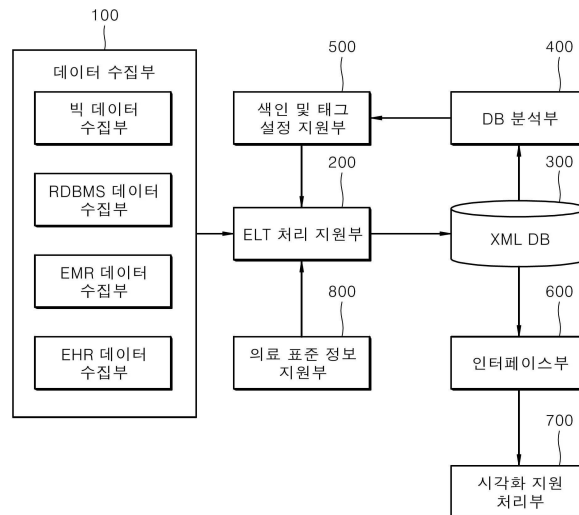 100
데이터 수집부
빅 데이터
수집부
RDBMS 데이터
수집부
EMR 데이터
수집부
EHR 데이터
수집부
500
색인 및 태그
설정 지원부
400
DB 분석부
200
ELT 처리 지원부
300
XML DB
800
의료 표준 정보
지원부
600
인터페이스부
700
시각화 지원
처리부